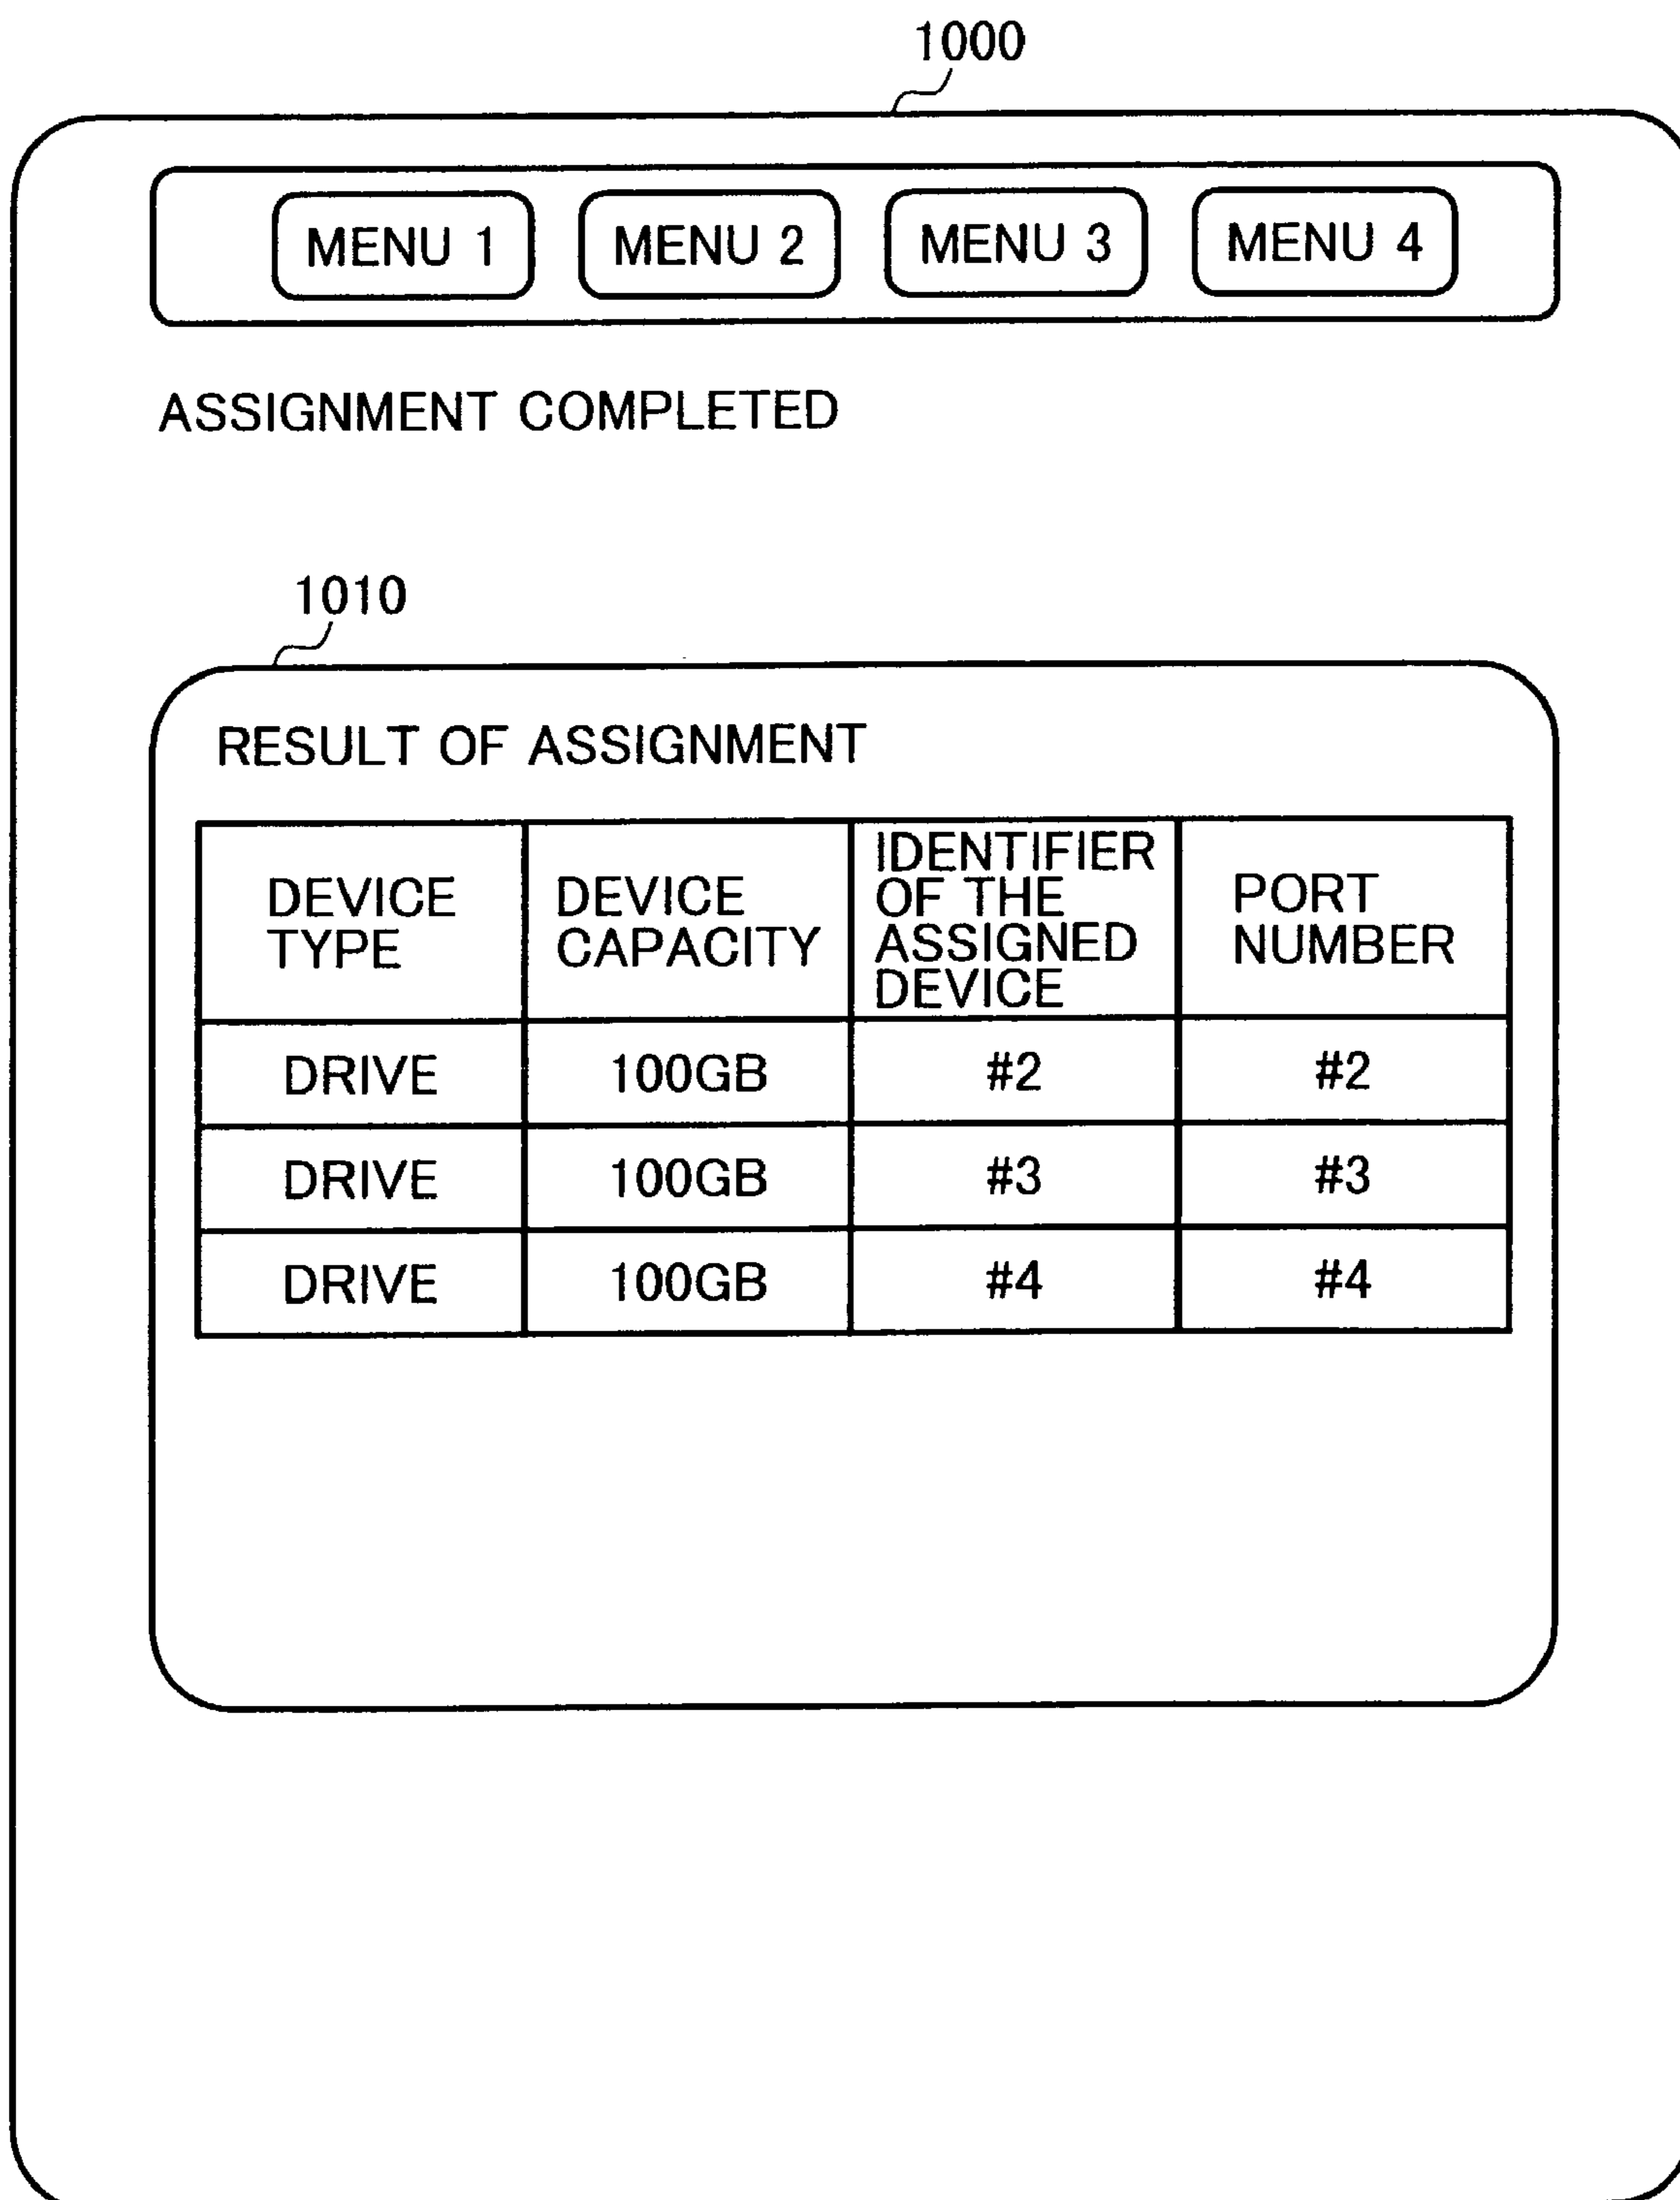 1000
MENU 1 MENU 2 MENU 3 MENU 4
ASSIGNMENT COMPLETED
1010
RESULT OF ASSIGNMENT
DEVICE TYPE DEVICE CAPACITY IDENTIFIER OF THE ASSIGNED DEVICE PORT NUMBER
DRIVE 100GB #2 #2
DRIVE 100GB #3 #3
DRIVE 100GB #4 #4